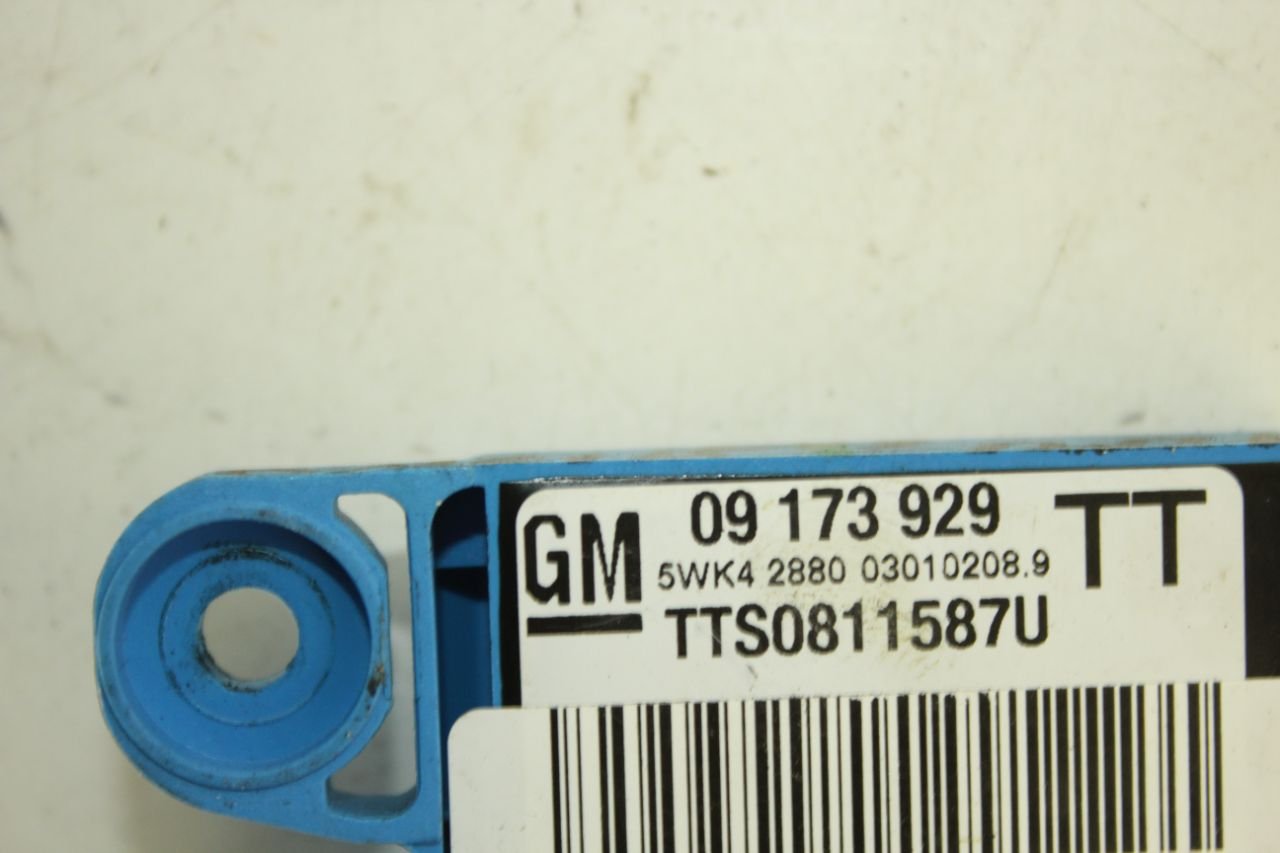 GM 09 173 929 TT
5WK4 2880 03010208.9
TTS0811587U